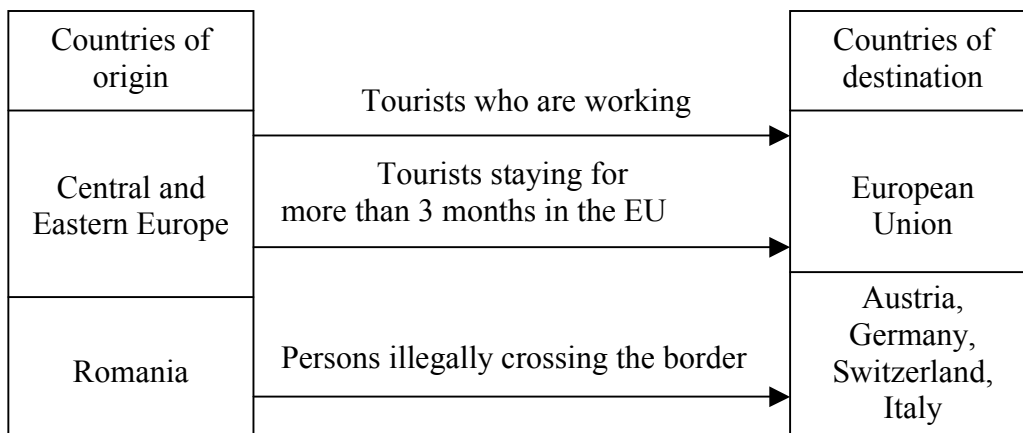 Countries of
origin
Countries of
destination
Tourists who are working
Central and
Eastern Europe
Tourists staying for
more than 3 months in the EU
European
Union
Romania
Persons illegally crossing the border
Austria,
Germany,
Switzerland,
Italy